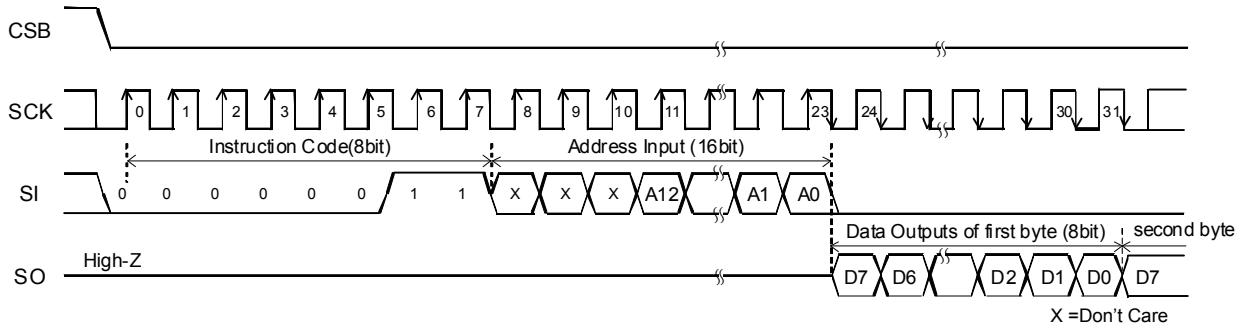 CSB
SCK 0 1 2 3 4 5 6 7 8 9 10 11 23 24 30 31
Instruction Code(8bit) Address Input (16bit)
SI 0 0 0 0 0 0 1 1 X X X A12 A1 A0
Data Outputs of first byte (8bit) second byte
High-Z
SO D7 D6 D2 D1 D0 D7
X =Don't Care